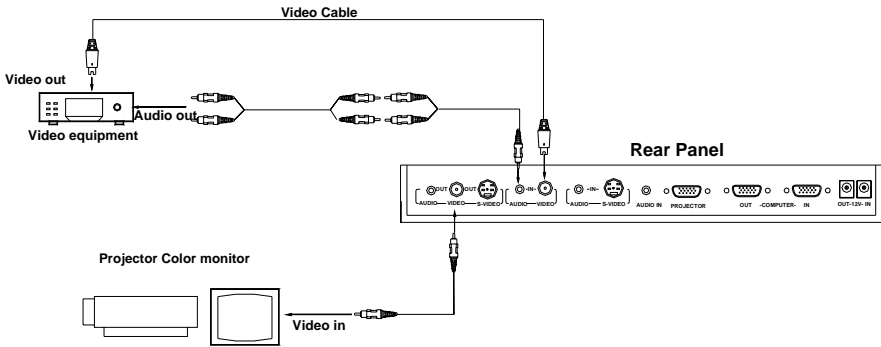 Video Cable
Video out
Audio out
Video equipment
Rear Panel
OUT OUT -IN- -IN-
AUDIO VIDEO S-VIDEO AUDIO VIDEO AUDIO S-VIDEO AUDIO IN PROJECTOR OUT -COMPUTER- IN OUT-12V- IN
Projector Color monitor
Video in